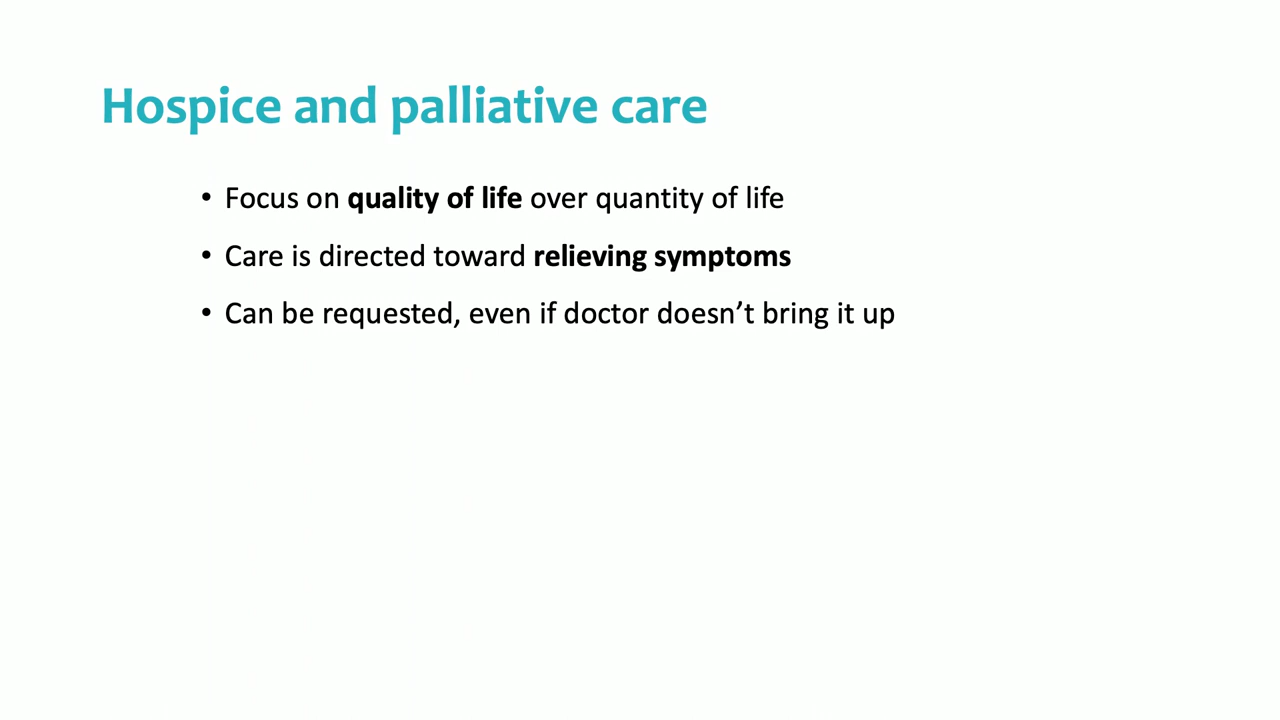 Hospice and palliative care
• Focus on quality of life over quantity of life
• Care is directed toward relieving symptoms
• Can be requested, even if doctor doesn’t bring it up